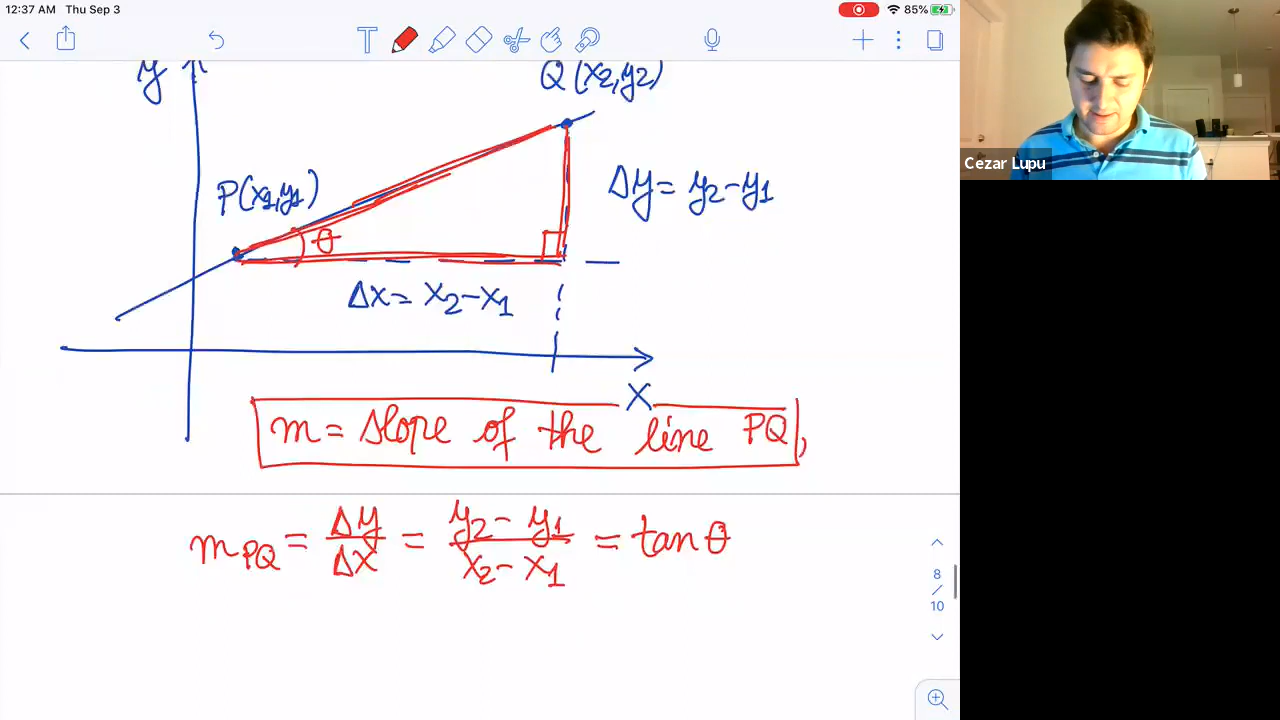 12:37 AM Thu Sep 3
85%
y
Q(x2,y2)
P(x1,y1)
θ
Δy = y2-y1
Δx = x2-x1
X
m = slope of the line PQ,
mPQ = Δy/Δx = y2-y1/x2-x1 = tan θ
8
/
10
T
Cezar Lupu